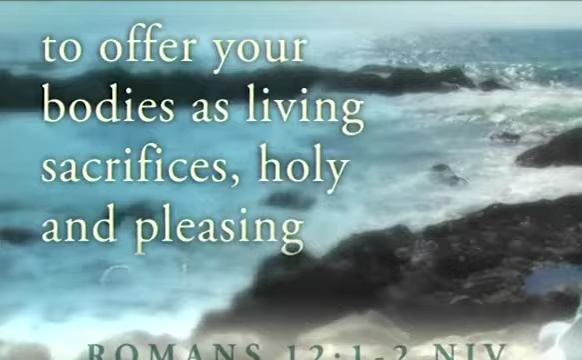 to offer your
bodies as living
sacrifices, holy
and pleasing
ROMANS 12:1-2 NIV